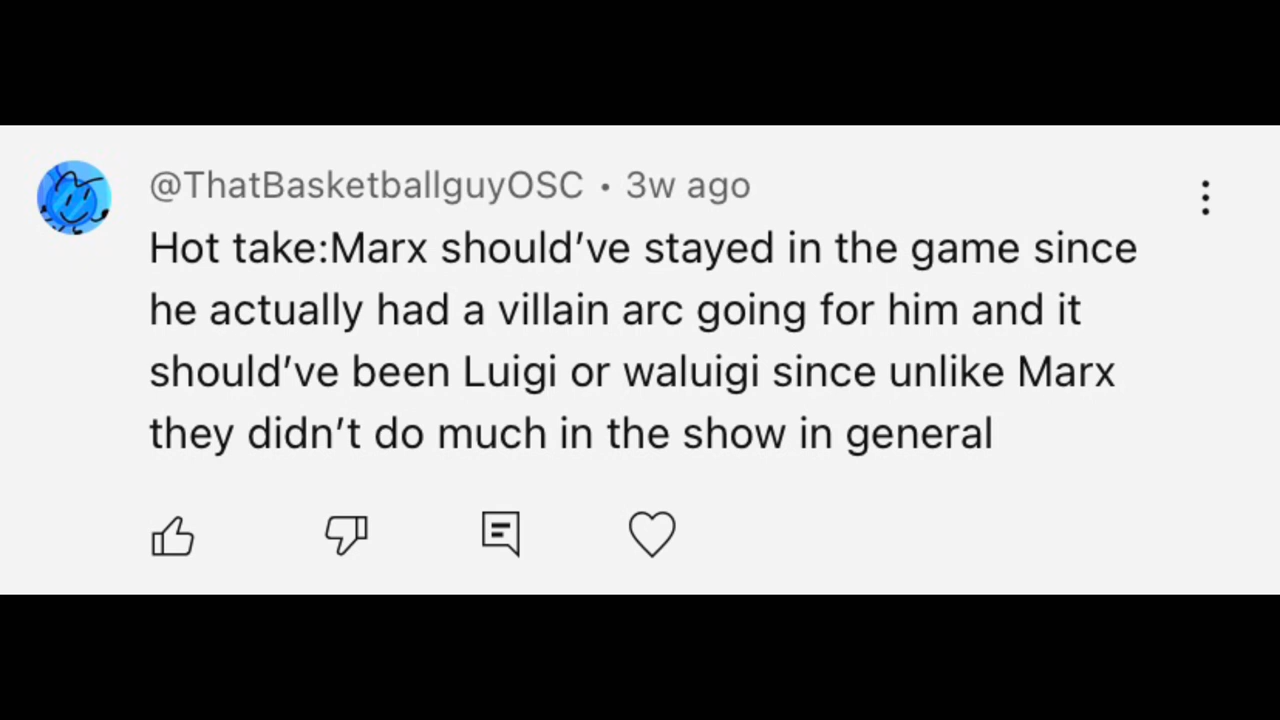 @ThatBasketballguyOSC • 3w ago
Hot take:Marx should’ve stayed in the game since
he actually had a villain arc going for him and it
should’ve been Luigi or waluigi since unlike Marx
they didn’t do much in the show in general